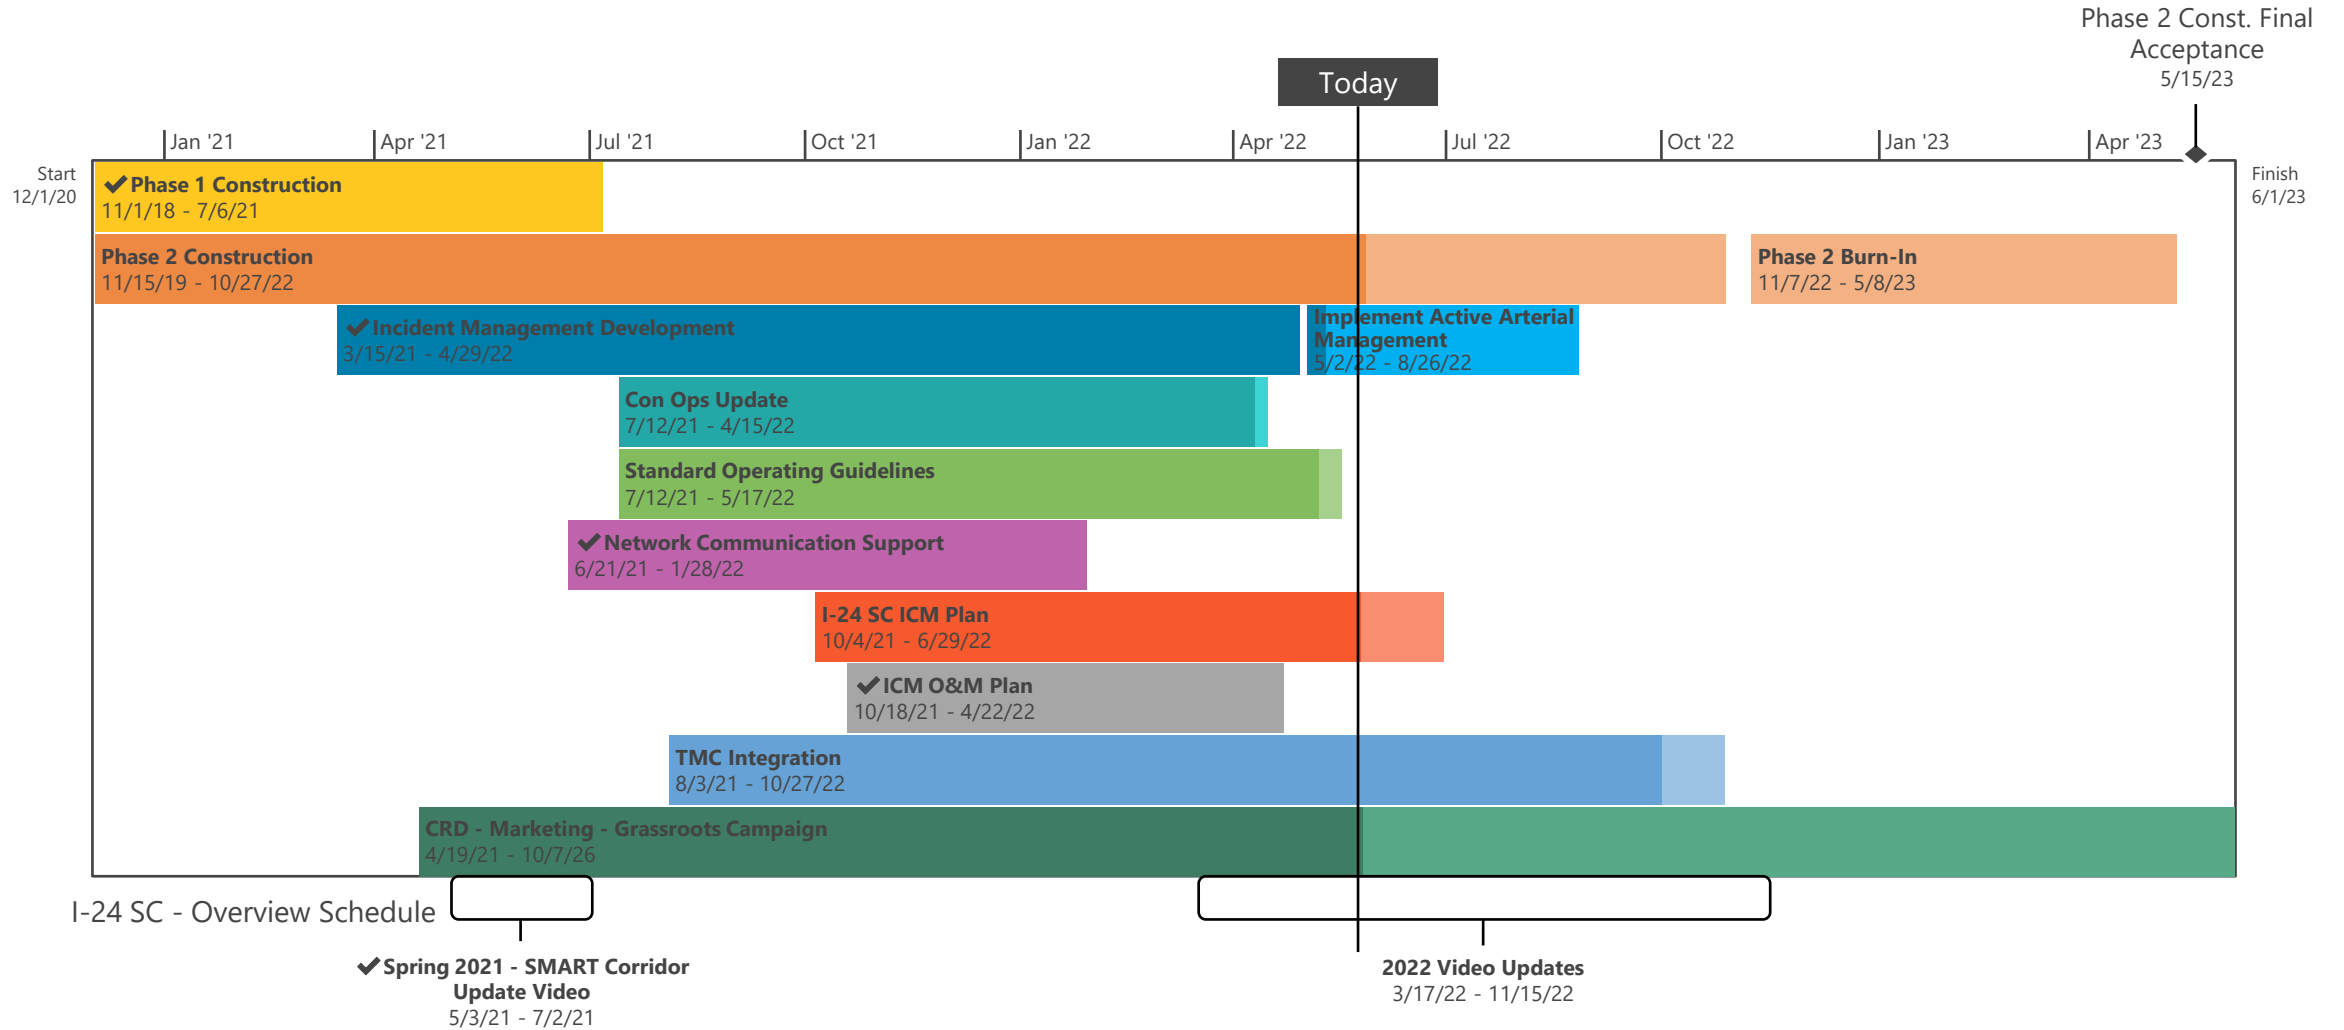 Phase 2 Const. Final
Acceptance
5/15/23
Today
Jan '21
Apr '21
Jul '21
Oct '21
Jan '22
Apr '22
Jul '22
Oct '22
Jan '23
Apr '23
Start
12/1/20
Finish
6/1/23
Phase 1 Construction
11/1/18 - 7/6/21
Phase 2 Construction
11/15/19 - 10/27/22
Phase 2 Burn-In
11/7/22 - 5/8/23
Incident Management Development
3/15/21 - 4/29/22
Implement Active Arterial
Management
5/2/22 - 8/26/22
Con Ops Update
7/12/21 - 4/15/22
Standard Operating Guidelines
7/12/21 - 5/17/22
Network Communication Support
6/21/21 - 1/28/22
I-24 SC ICM Plan
10/4/21 - 6/29/22
ICM O&M Plan
10/18/21 - 4/22/22
TMC Integration
8/3/21 - 10/27/22
CRD - Marketing - Grassroots Campaign
4/19/21 - 10/7/26
I-24 SC - Overview Schedule
Spring 2021 - SMART Corridor
Update Video
5/3/21 - 7/2/21
2022 Video Updates
3/17/22 - 11/15/22